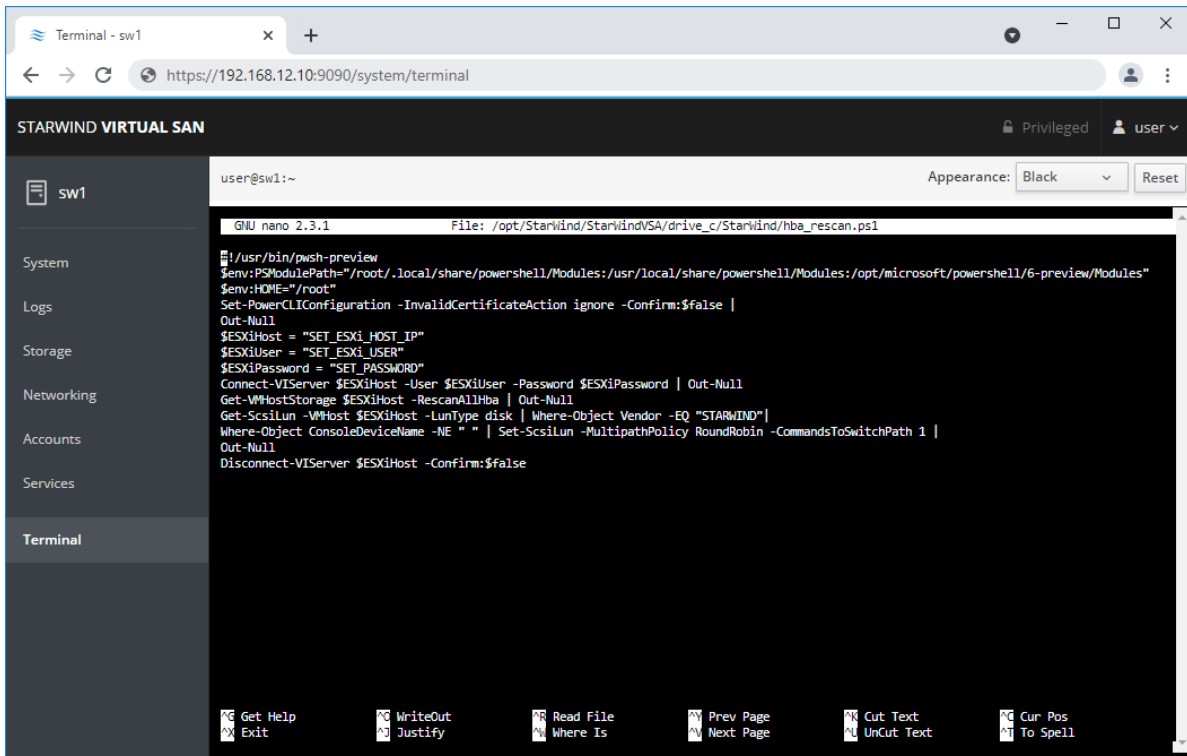 Terminal - sw1
https://192.168.12.10:9090/system/terminal
STARWIND VIRTUAL SAN
Privileged
user
sw1
user@sw1:~
Appearance: Black
Reset
System
Logs
Storage
Networking
Accounts
Services
Terminal
GNU nano 2.3.1 File: /opt/StarWind/StarWindVSA/drive_c/StarWind/hba_rescan.ps1
#!/usr/bin/pwsh-preview
$env:PSModulePath="/root/.local/share/powershell/Modules:/usr/local/share/powershell/Modules:/opt/microsoft/powershell/6-preview/Modules"
$env:HOME="/root"
Set-PowerCLIConfiguration -InvalidCertificateAction ignore -Confirm:$false |
Out-Null
$ESXiHost = "SET_ESXi_HOST_IP"
$ESXiUser = "SET_ESXi_USER"
$ESXiPassword = "SET_PASSWORD"
Connect-VIServer $ESXiHost -User $ESXiUser -Password $ESXiPassword | Out-Null
Get-VMHostStorage $ESXiHost -RescanAllHba | Out-Null
Get-ScsiLun -VMHost $ESXiHost -LunType disk | Where-Object Vendor -EQ "STARWIND"|
Where-Object ConsoleDeviceName -NE " " | Set-ScsiLun -MultipathPolicy RoundRobin -CommandsToSwitchPath 1 |
Out-Null
Disconnect-VIServer $ESXiHost -Confirm:$false
^G Get Help ^O WriteOut ^R Read File ^Y Prev Page ^K Cut Text ^C Cur Pos
^X Exit ^J Justify ^W Where Is ^V Next Page ^U UnCut Text ^T To Spell